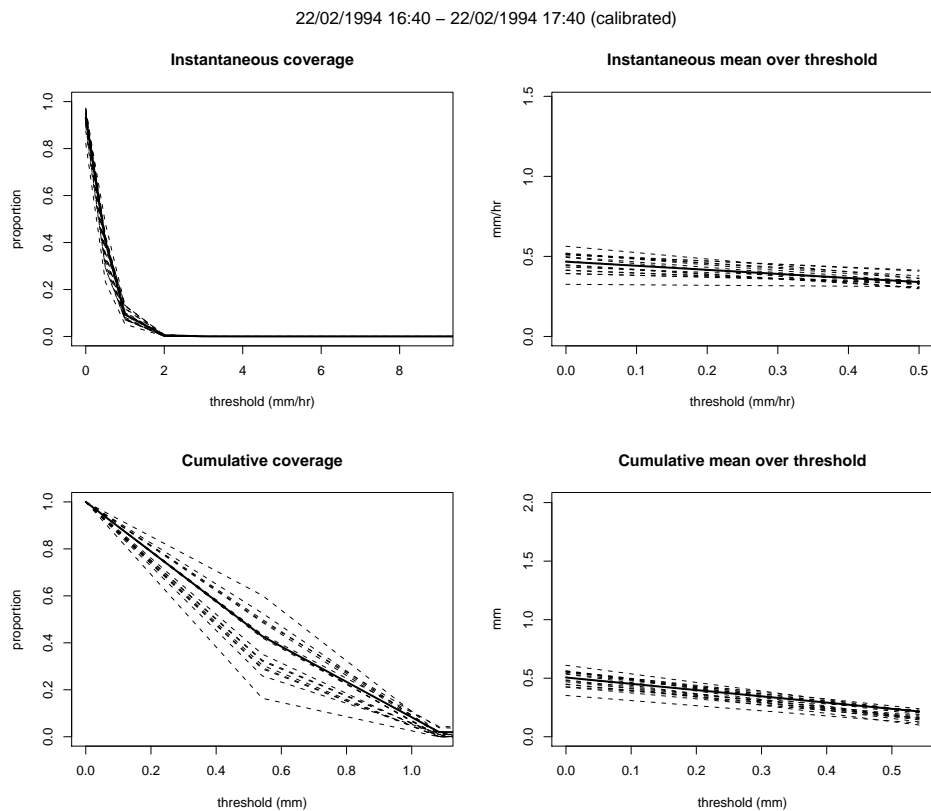 22/02/1994 16:40 − 22/02/1994 17:40 (calibrated)
Instantaneous coverage
proportion
1.0
0.8
0.6
0.4
0.2
0.0
0 2 4 6 8
threshold (mm/hr)
Instantaneous mean over threshold
mm/hr
1.5
1.0
0.5
0.0
0.0 0.1 0.2 0.3 0.4 0.5
threshold (mm/hr)
Cumulative coverage
proportion
1.0
0.8
0.6
0.4
0.2
0.0
0.0 0.2 0.4 0.6 0.8 1.0
threshold (mm)
Cumulative mean over threshold
mm
2.0
1.5
1.0
0.5
0.0
0.0 0.1 0.2 0.3 0.4 0.5
threshold (mm)